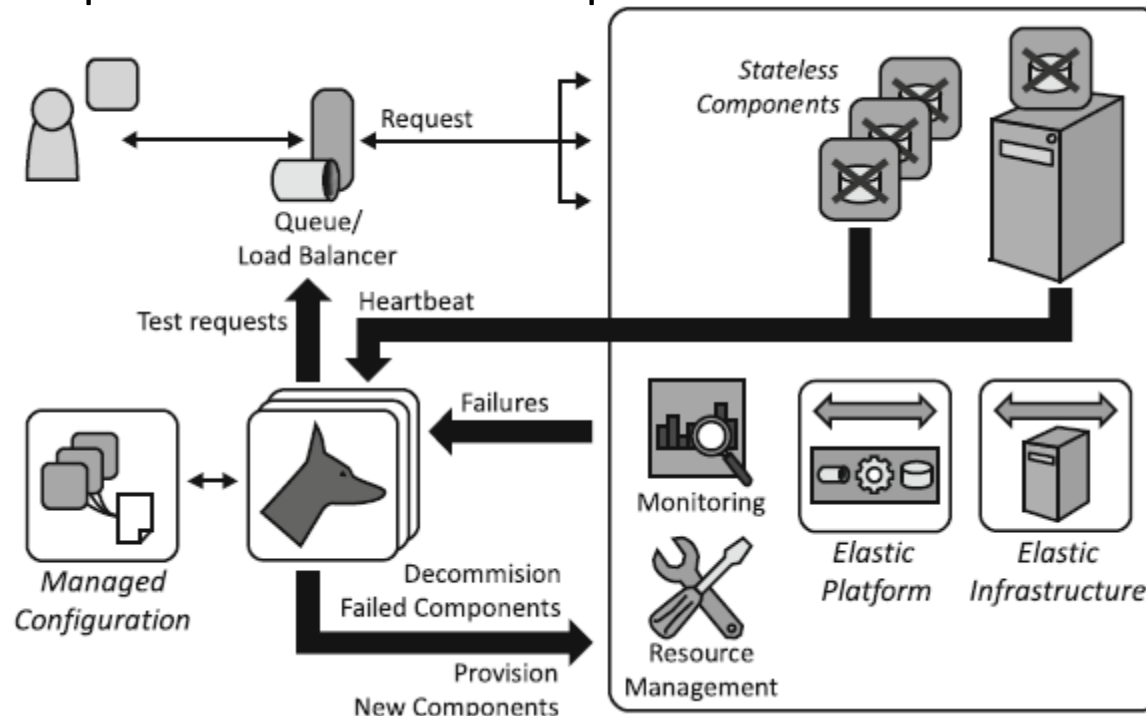 Stateless
Components
Request
Queue/
Load Balancer
Heartbeat
Test requests
Failures
Monitoring
Managed
Configuration
Elastic
Platform
Elastic
Infrastructure
Decommision
Failed Components
Resource
Management
Provision
New Components